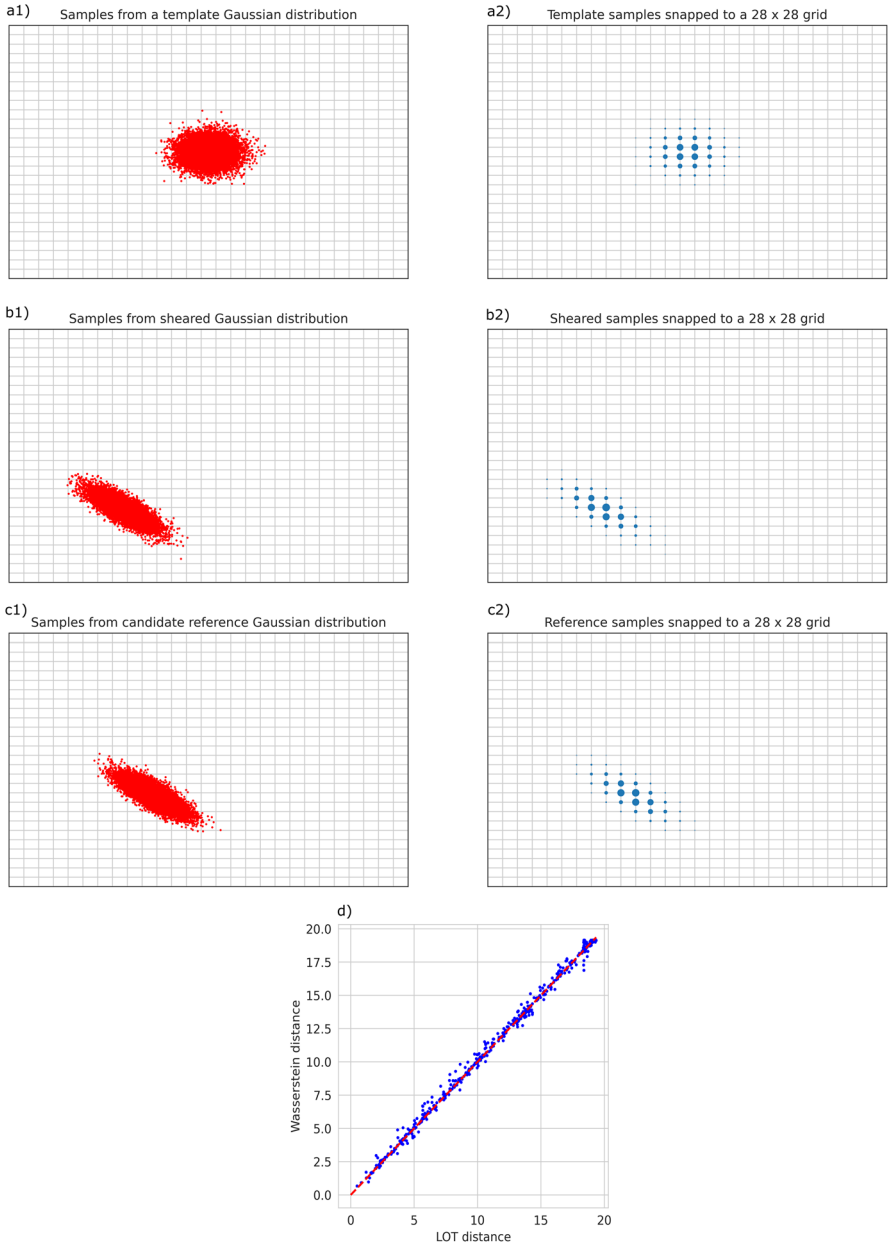 a1)
Samples from a template Gaussian distribution
a2)
Template samples snapped to a 28 x 28 grid
b1)
Samples from sheared Gaussian distribution
b2)
Sheared samples snapped to a 28 x 28 grid
c1)
Samples from candidate reference Gaussian distribution
c2)
Reference samples snapped to a 28 x 28 grid
d)
20.0
17.5
15.0
12.5
10.0
7.5
5.0
2.5
0.0
Wasserstein distance
0 5 10 15 20
LOT distance